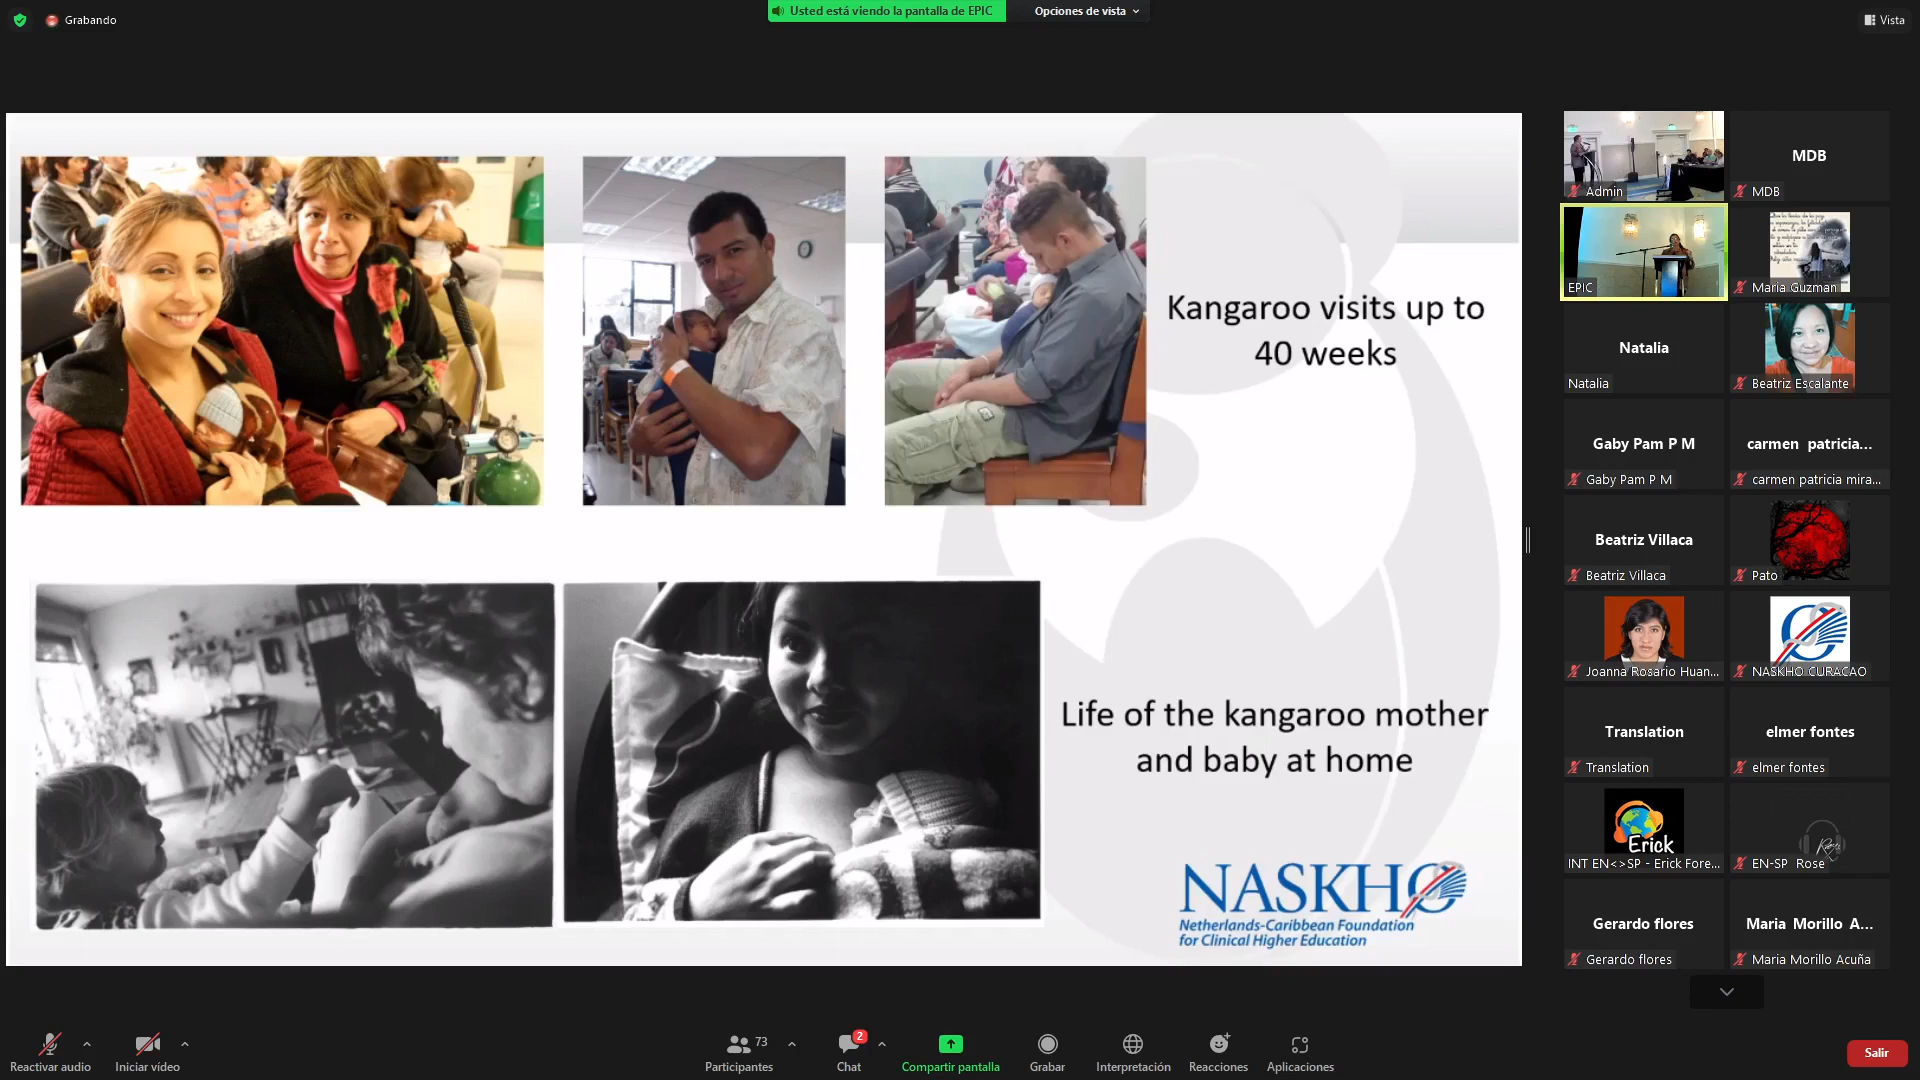 Grabando
Usted está viendo la pantalla de EPIC
Opciones de vista
Vista
Kangaroo visits up to
40 weeks
Life of the kangaroo mother
and baby at home
NASKHO
Netherlands-Caribbean Foundation
for Clinical Higher Education
Admin
MDB
MDB
EPIC
Maria Guzman
Natalia
Natalia
Beatriz Escalante
Gaby Pam P M
Gaby Pam P M
carmen patricia...
carmen patricia mira...
Beatriz Villaca
Beatriz Villaca
Pato
Joanna Rosario Huan...
NASKHO CURACAO
Translation
Translation
elmer fontes
elmer fontes
Erick
INT EN<>SP - Erick Fore...
EN-SP Rose
Gerardo flores
Gerardo flores
Maria Morillo A...
Maria Morillo Acuña
Reactivar audio
Iniciar vídeo
73
Participantes
2
Chat
Compartir pantalla
Grabar
Interpretación
Reacciones
Aplicaciones
Salir